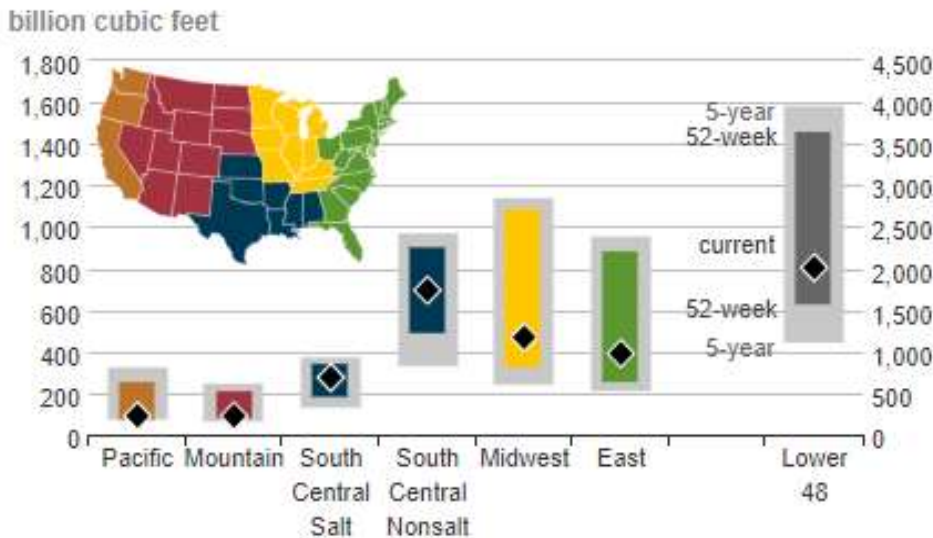 billion cubic feet
1,800
1,600
1,400
1,200
1,000
800
600
400
200
0
4,500
4,000
3,500
3,000
2,500
2,000
1,500
1,000
500
0
5-year
52-week
current
52-week
5-year
Pacific
Mountain
South
Central
Salt
South
Central
Nonsalt
Midwest
East
Lower
48